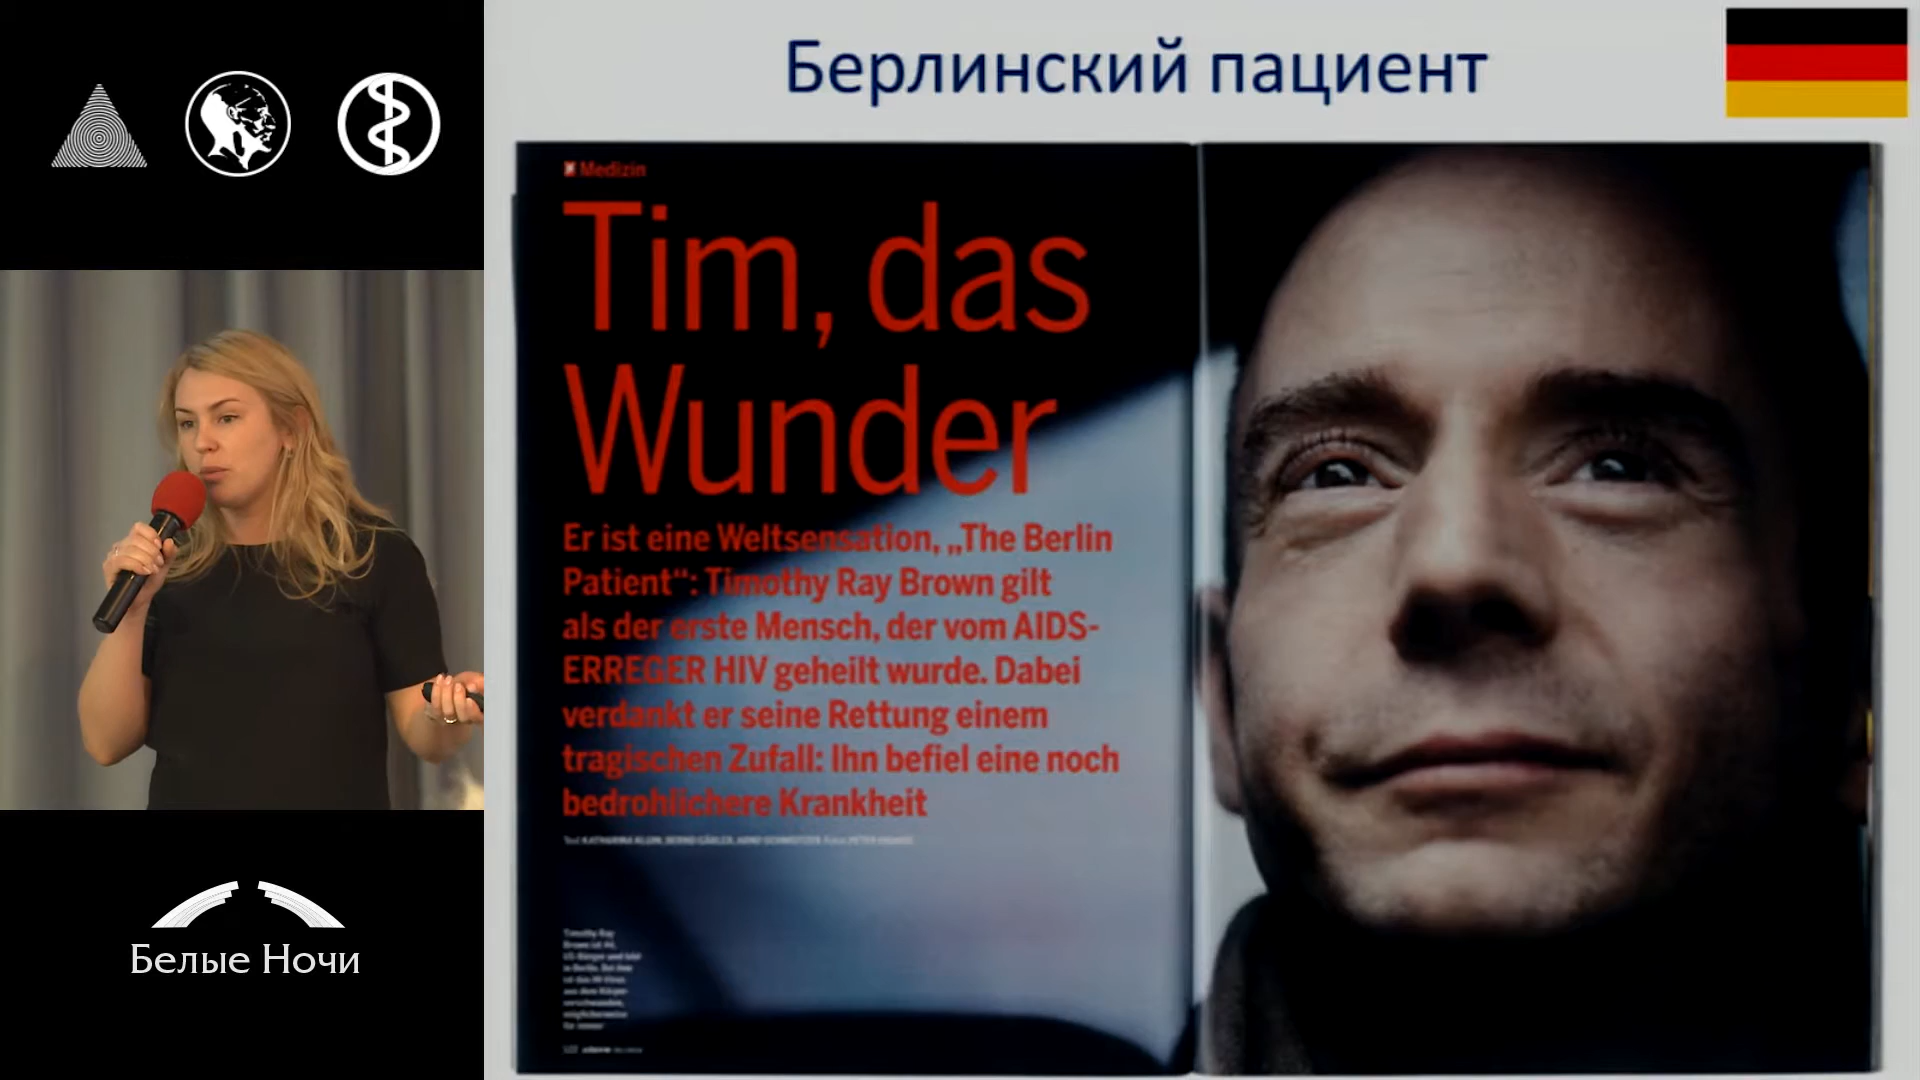 Берлинский пациент
Medizin
Tim, das
Wunder
Er ist eine Weltsensation, „The Berlin
Patient“: Timothy Ray Brown gilt
als der erste Mensch, der vom AIDS-
ERREGER HIV geheilt wurde. Dabei
verdankt er seine Rettung einem
tragischen Zufall: Ihn befiel eine noch
bedrohlichere Krankheit
Timothy Ray
Белые Ночи